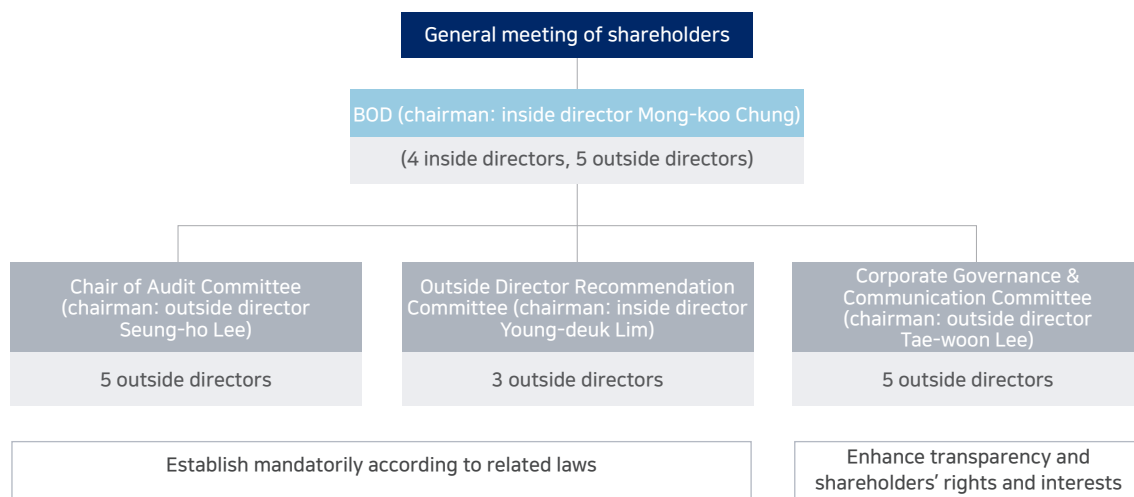 General meeting of shareholders
BOD (chairman: inside director Mong-koo Chung)
(4 inside directors, 5 outside directors)
Chair of Audit Committee
(chairman: outside director
Seung-ho Lee)
5 outside directors
Outside Director Recommendation
Committee (chairman: inside director
Young-deuk Lim)
3 outside directors
Corporate Governance &
Communication Committee
(chairman: outside director
Tae-woon Lee)
5 outside directors
Establish mandatorily according to related laws
Enhance transparency and
shareholders' rights and interests